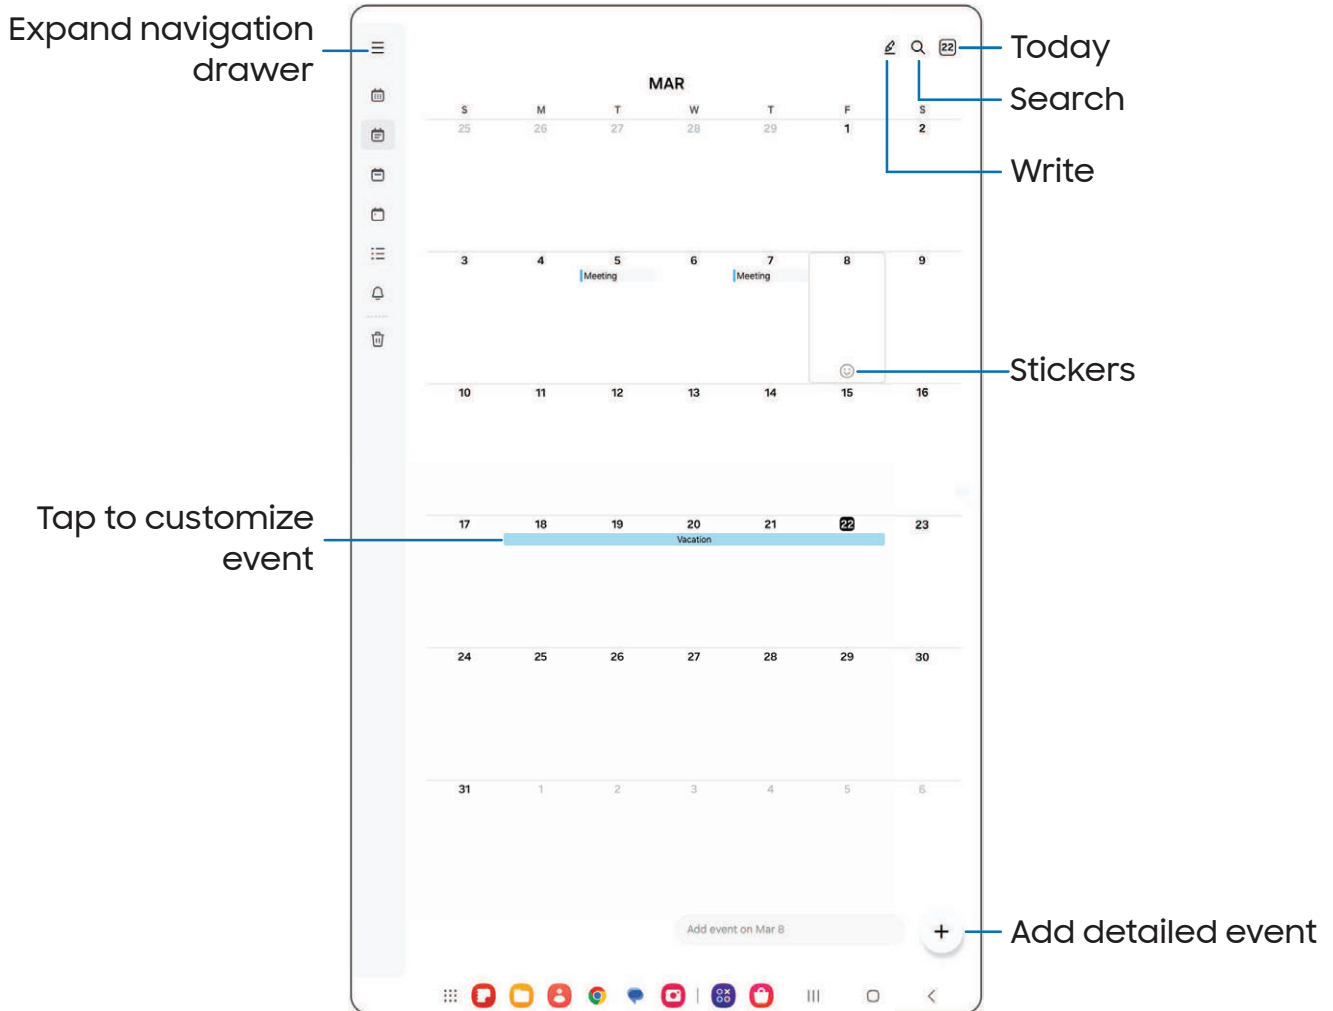 Expand navigation
drawer
22
Today
Search
Write
MAR
S M T W T F S
25 26 27 28 29 1 2
3 4 5 6 7 8 9
Meeting Meeting
Stickers
10 11 12 13 14 15 16
Tap to customize
event
17 18 19 20 21 22 23
Vacation
24 25 26 27 28 29 30
31 1 2 3 4 5 6
Add event on Mar 8
Add detailed event